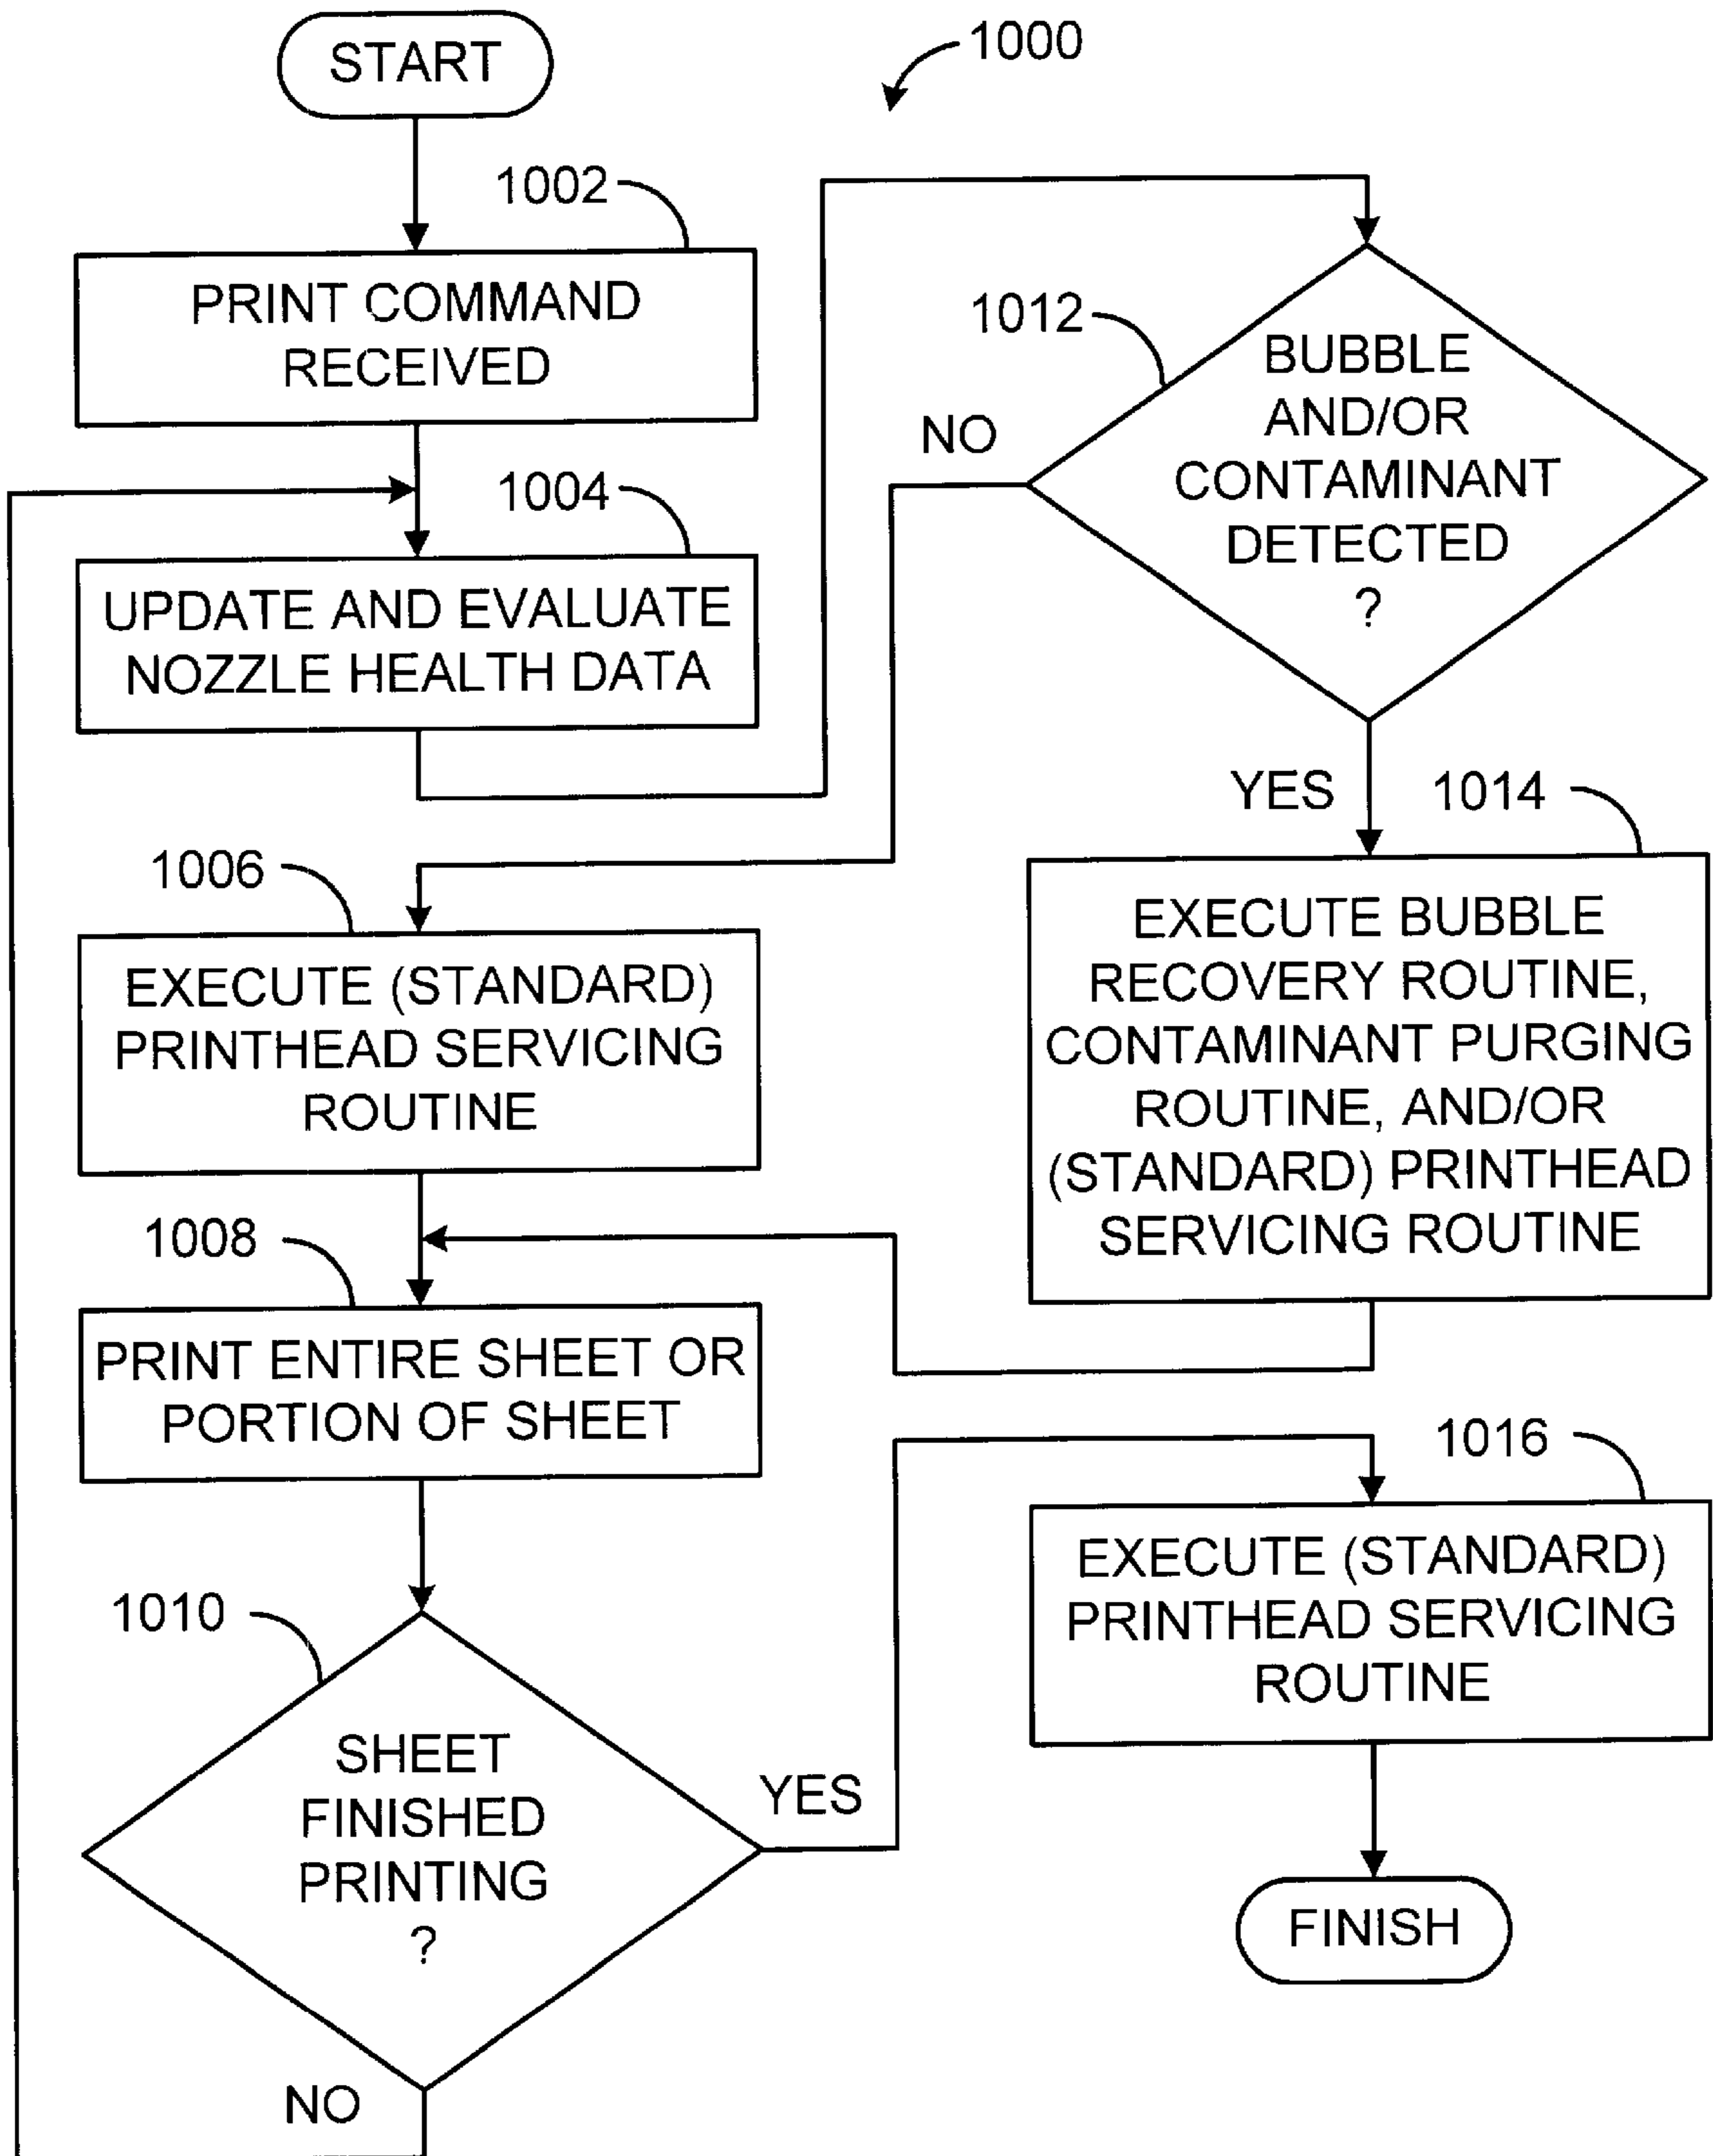 START
1000
1002
PRINT COMMAND
RECEIVED
1004
UPDATE AND EVALUATE
NOZZLE HEALTH DATA
1012
BUBBLE
AND/OR
CONTAMINANT
DETECTED
?
NO
YES
1014
EXECUTE BUBBLE
RECOVERY ROUTINE,
CONTAMINANT PURGING
ROUTINE, AND/OR
(STANDARD) PRINTHEAD
SERVICING ROUTINE
1006
EXECUTE (STANDARD)
PRINTHEAD SERVICING
ROUTINE
1008
PRINT ENTIRE SHEET OR
PORTION OF SHEET
1010
SHEET
FINISHED
PRINTING
?
YES
NO
1016
EXECUTE (STANDARD)
PRINTHEAD SERVICING
ROUTINE
FINISH